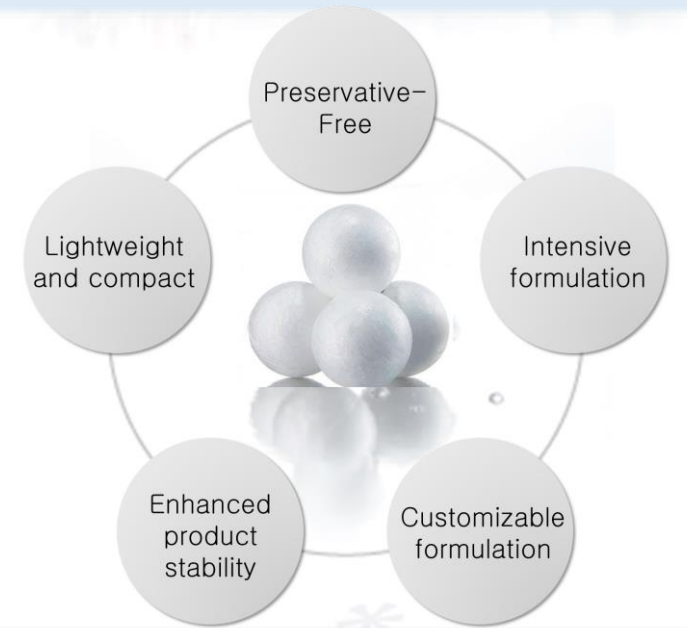 Preservative-
Free
Lightweight
and compact
Intensive
formulation
Enhanced
product
stability
Customizable
formulation